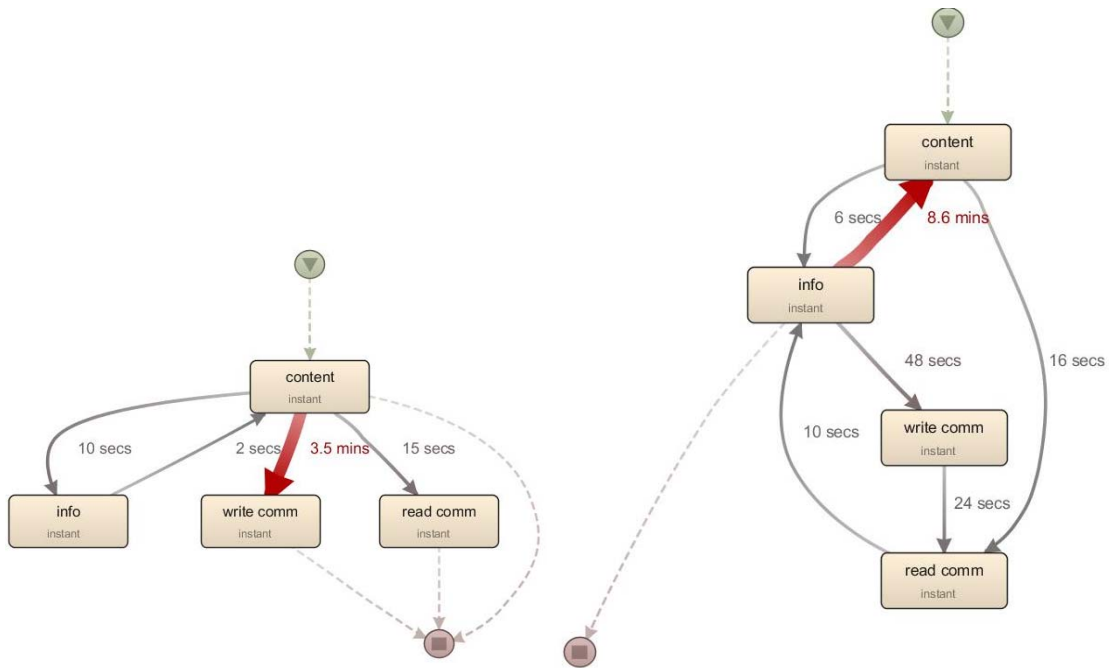 content
instant
10 secs
2 secs
3.5 mins
15 secs
info
instant
write comm
instant
read comm
instant
content
instant
6 secs
8.6 mins
info
instant
48 secs
16 secs
10 secs
write comm
instant
24 secs
read comm
instant